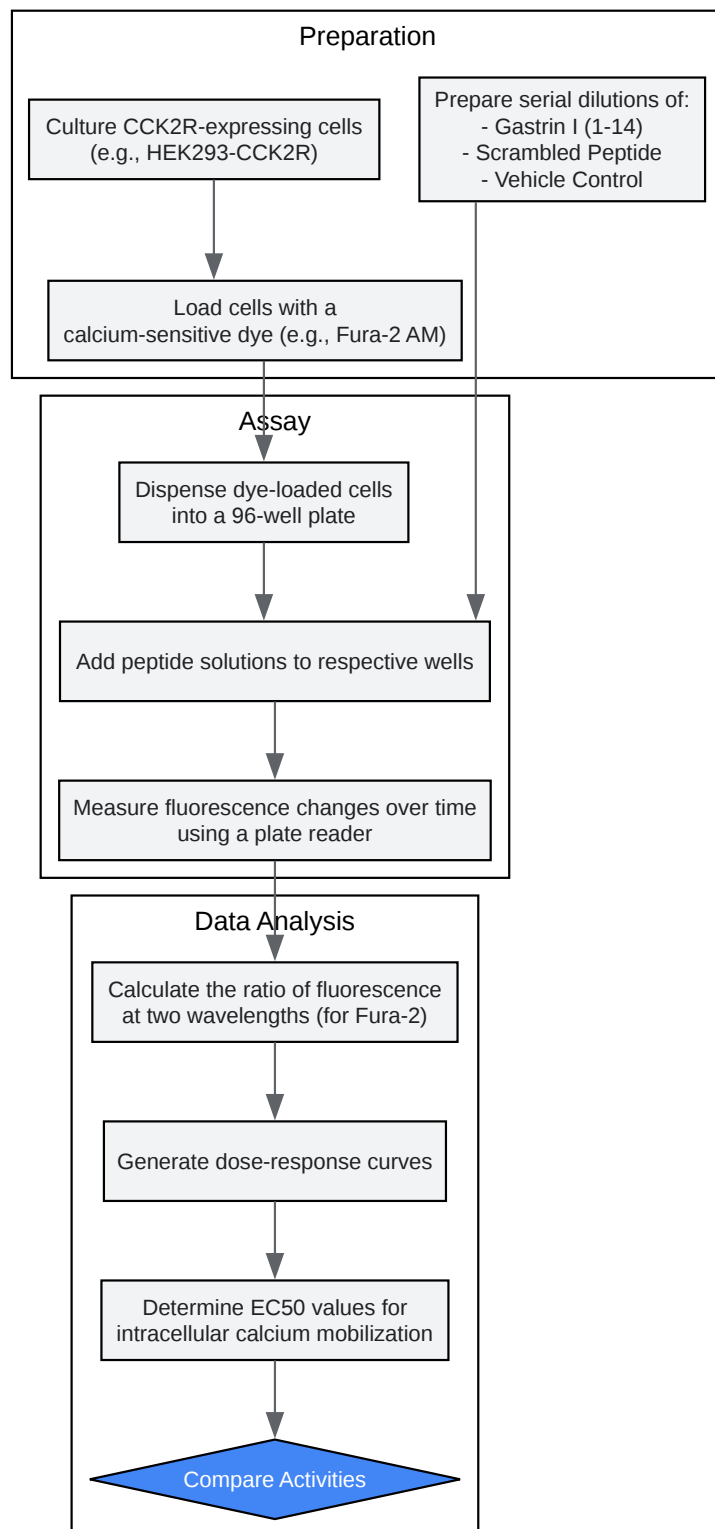 Preparation
Culture CCK2R-expressing cells
(e.g., HEK293-CCK2R)
Prepare serial dilutions of:
- Gastrin I (1-14)
- Scrambled Peptide
- Vehicle Control
Load cells with a
calcium-sensitive dye (e.g., Fura-2 AM)
Assay
Dispense dye-loaded cells
into a 96-well plate
Add peptide solutions to respective wells
Measure fluorescence changes over time
using a plate reader
Data Analysis
Calculate the ratio of fluorescence
at two wavelengths (for Fura-2)
Generate dose-response curves
Determine EC50 values for
intracellular calcium mobilization
Compare Activities